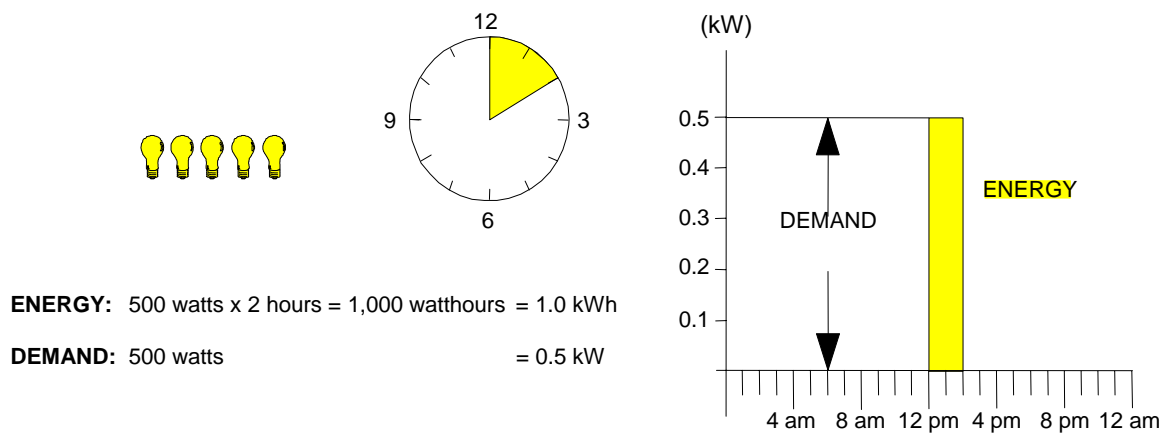 12
9
3
6
ENERGY: 500 watts x 2 hours = 1,000 watthours = 1.0 kWh
DEMAND: 500 watts = 0.5 kW
(kW)
0.5
0.4
0.3
0.2
0.1
DEMAND
ENERGY
4 am 8 am 12 pm 4 pm 8 pm 12 am